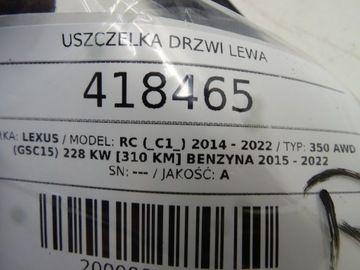 USZCZELKA DRZWI LEWA
418465
KA: LEXUS / MODEL: RC (_C1_) 2014 - 2022 / TYP: 350 AWD
(GSC15) 228 KW [310 KM] BENZYNA 2015 - 2022
SN: --- / JAKOŚĆ: A